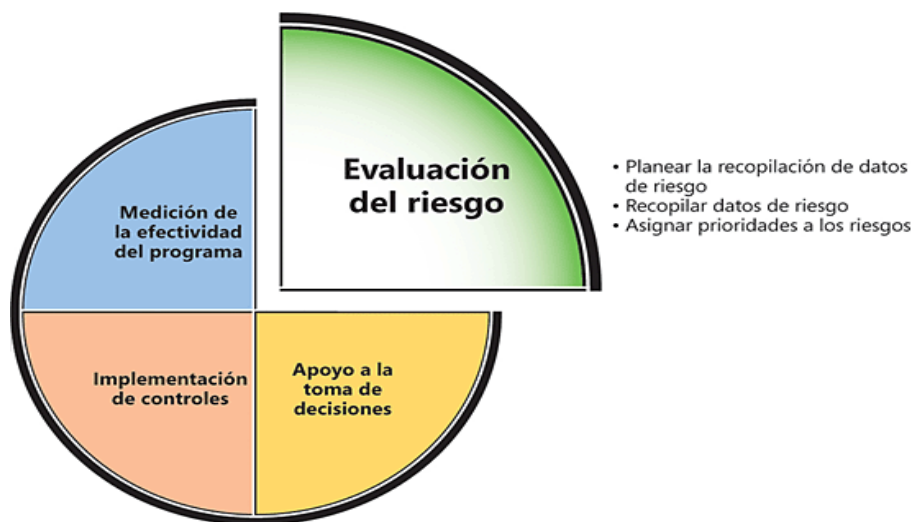 Evaluación
del riesgo
• Planear la recopilación de datos
de riesgo
• Recopilar datos de riesgo
• Asignar prioridades a los riesgos
Medición de
la efectividad
del programa
Implementación
de controles
Apoyo a la
toma de
decisiones